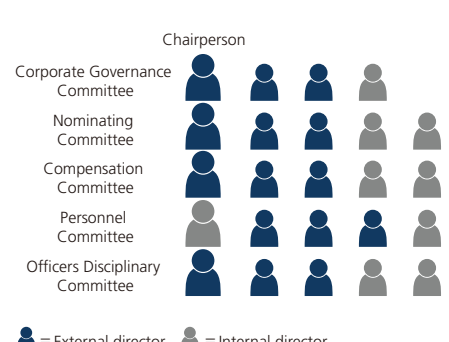 Chairperson
Corporate Governance
Committee
Nominating
Committee
Compensation
Committee
Personnel
Committee
Officers Disciplinary
Committee
= External director = Internal director